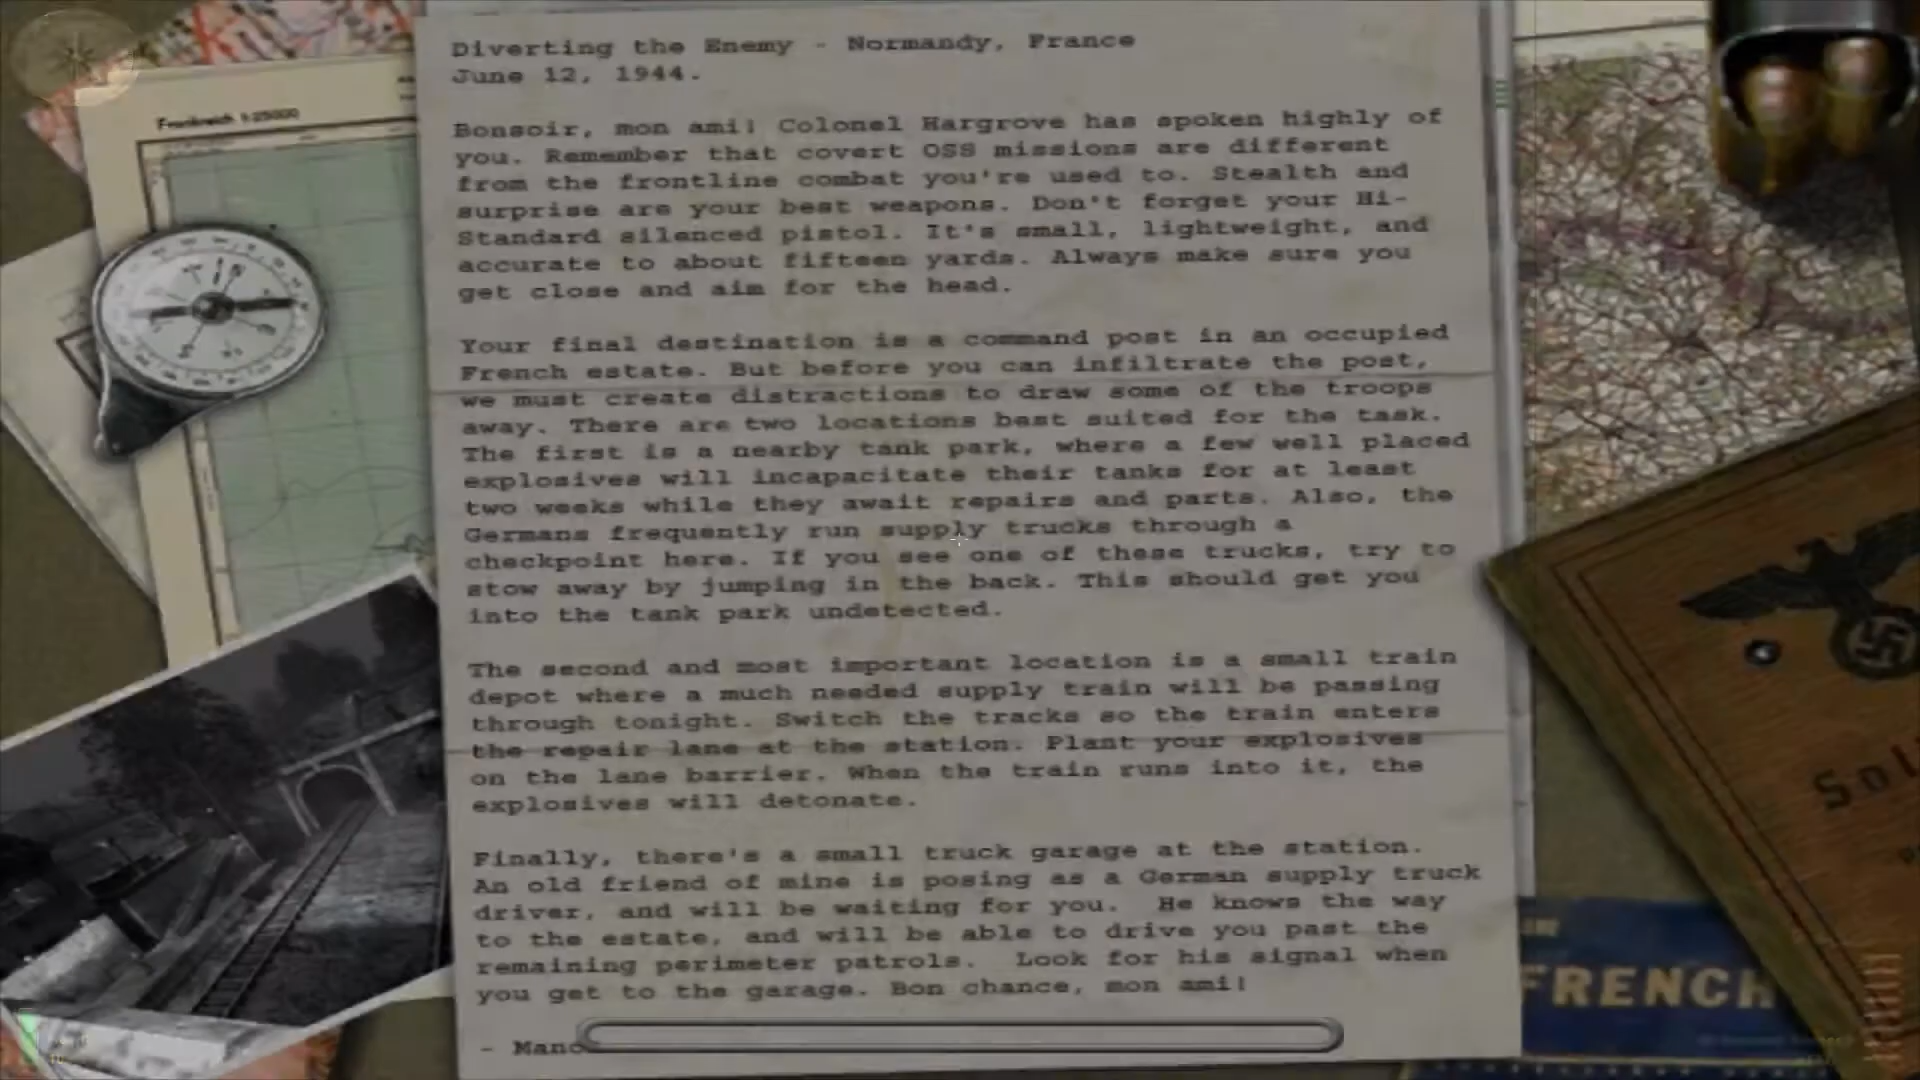 Diverting the Enemy - Normandy, France
June 12, 1944.
Frankreich 1:25000
Bonsoir, mon ami! Colonel Hargrove has spoken highly of
you. Remember that covert OSS missions are different
from the frontline combat you're used to. Stealth and
surprise are your best weapons. Don't forget your Hi-
Standard silenced pistol. It's small, lightweight, and
accurate to about fifteen yards. Always make sure you
get close and aim for the head.
Your final destination is a command post in an occupied
French estate. But before you can infiltrate the post,
we must create distractions to draw some of the troops
away. There are two locations best suited for the task.
The first is a nearby tank park, where a few well placed
explosives will incapacitate their tanks for at least
two weeks while they await repairs and parts. Also, the
Germans frequently run supply trucks through a
checkpoint here. If you see one of these trucks, try to
stow away by jumping in the back. This should get you
into the tank park undetected.
The second and most important location is a small train
depot where a much needed supply train will be passing
through tonight. Switch the tracks so the train enters
the repair lane at the station. Plant your explosives
on the lane barrier. When the train runs into it, the
explosives will detonate.
Finally, there's a small truck garage at the station.
An old friend of mine is posing as a German supply truck
driver, and will be waiting for you. He knows the way
to the estate, and will be able to drive you past the
remaining perimeter patrols. Look for his signal when
you get to the garage. Bon chance, mon ami!
- Mano
Sol
FRENCH